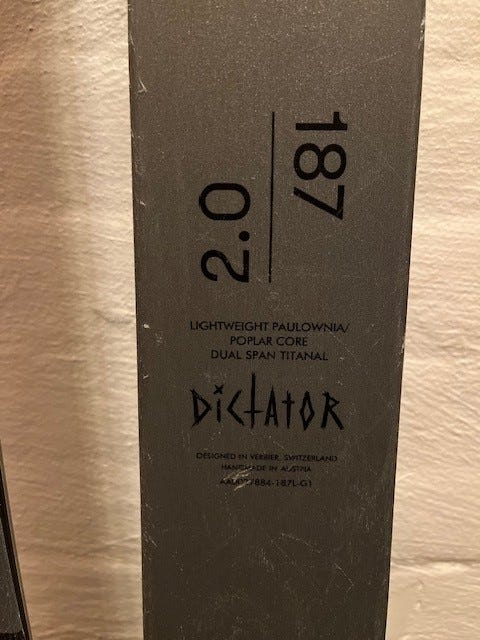 187
2.0
LIGHTWEIGHT PAULOWNIA/
POPLAR CORE
DUAL SPAN TITANAL
DICTATOR
DESIGNED IN VERBIER, SWITZERLAND
HANDMADE IN AUSTRIA